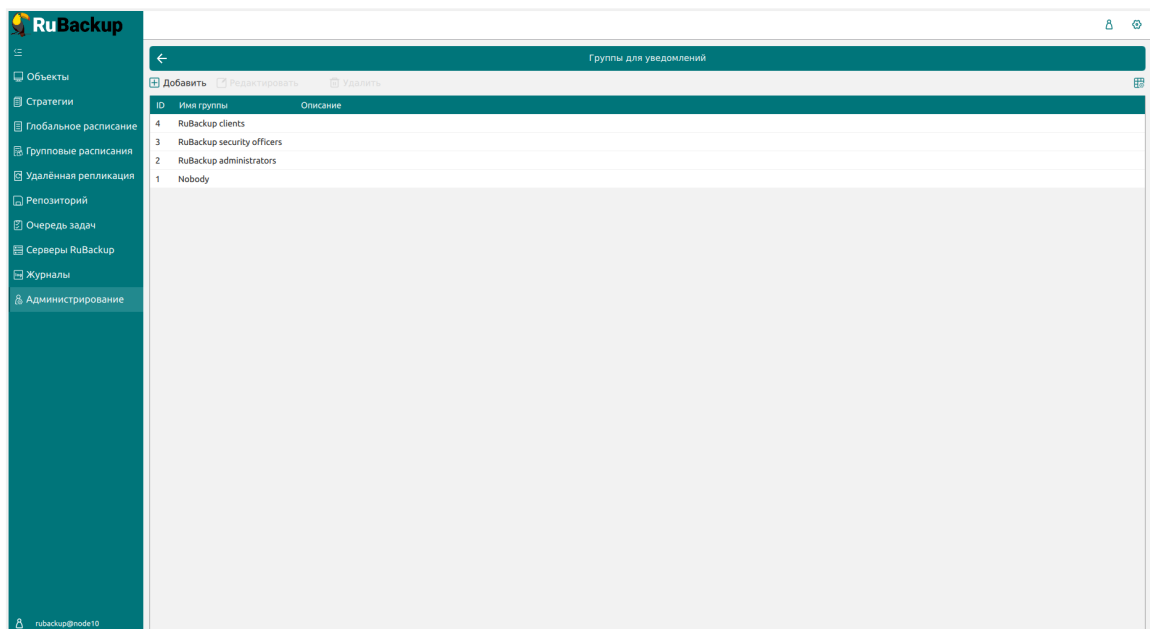 RuBackup
Группы для уведомлений
Объекты
Стратегии
Глобальное расписание
Групповые расписания
Удалённая репликация
Репозиторий
Очередь задач
Серверы RuBackup
Журналы
Администрирование
rubackup@node10
Добавить Редактировать Удалить
ID Имя группы Описание
4 RuBackup clients
3 RuBackup security officers
2 RuBackup administrators
1 Nobody